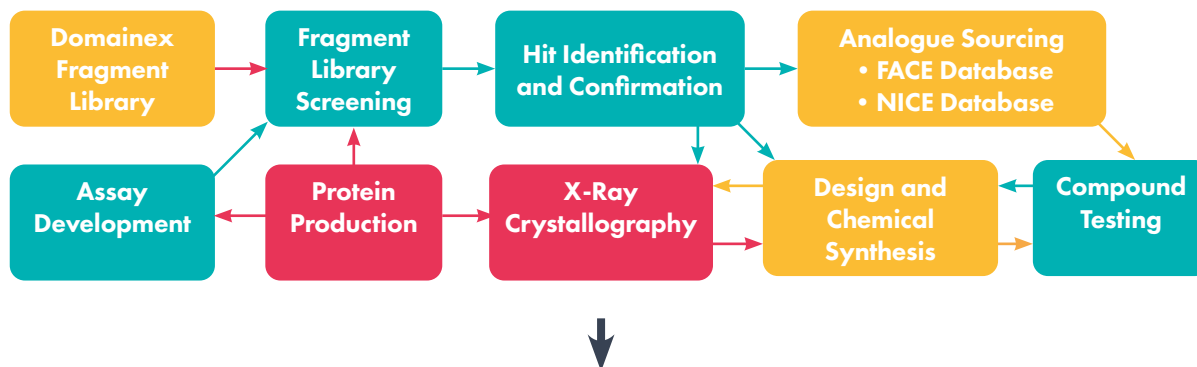 Domainex
Fragment
Library
Fragment
Library
Screening
Hit Identification
and Confirmation
Analogue Sourcing
• FACE Database
• NICE Database
Assay
Development
Protein
Production
X-Ray
Crystallography
Design and
Chemical
Synthesis
Compound
Testing